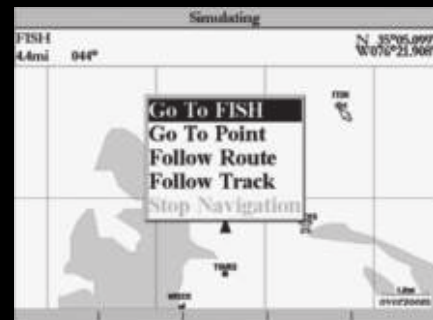 Simulating
FISH
4.4mi 044°
N 35°05.099'
W076°21.908'
FISH
Go To FISH
Go To Point
Follow Route
Follow Track
Stop Navigation
overzoom